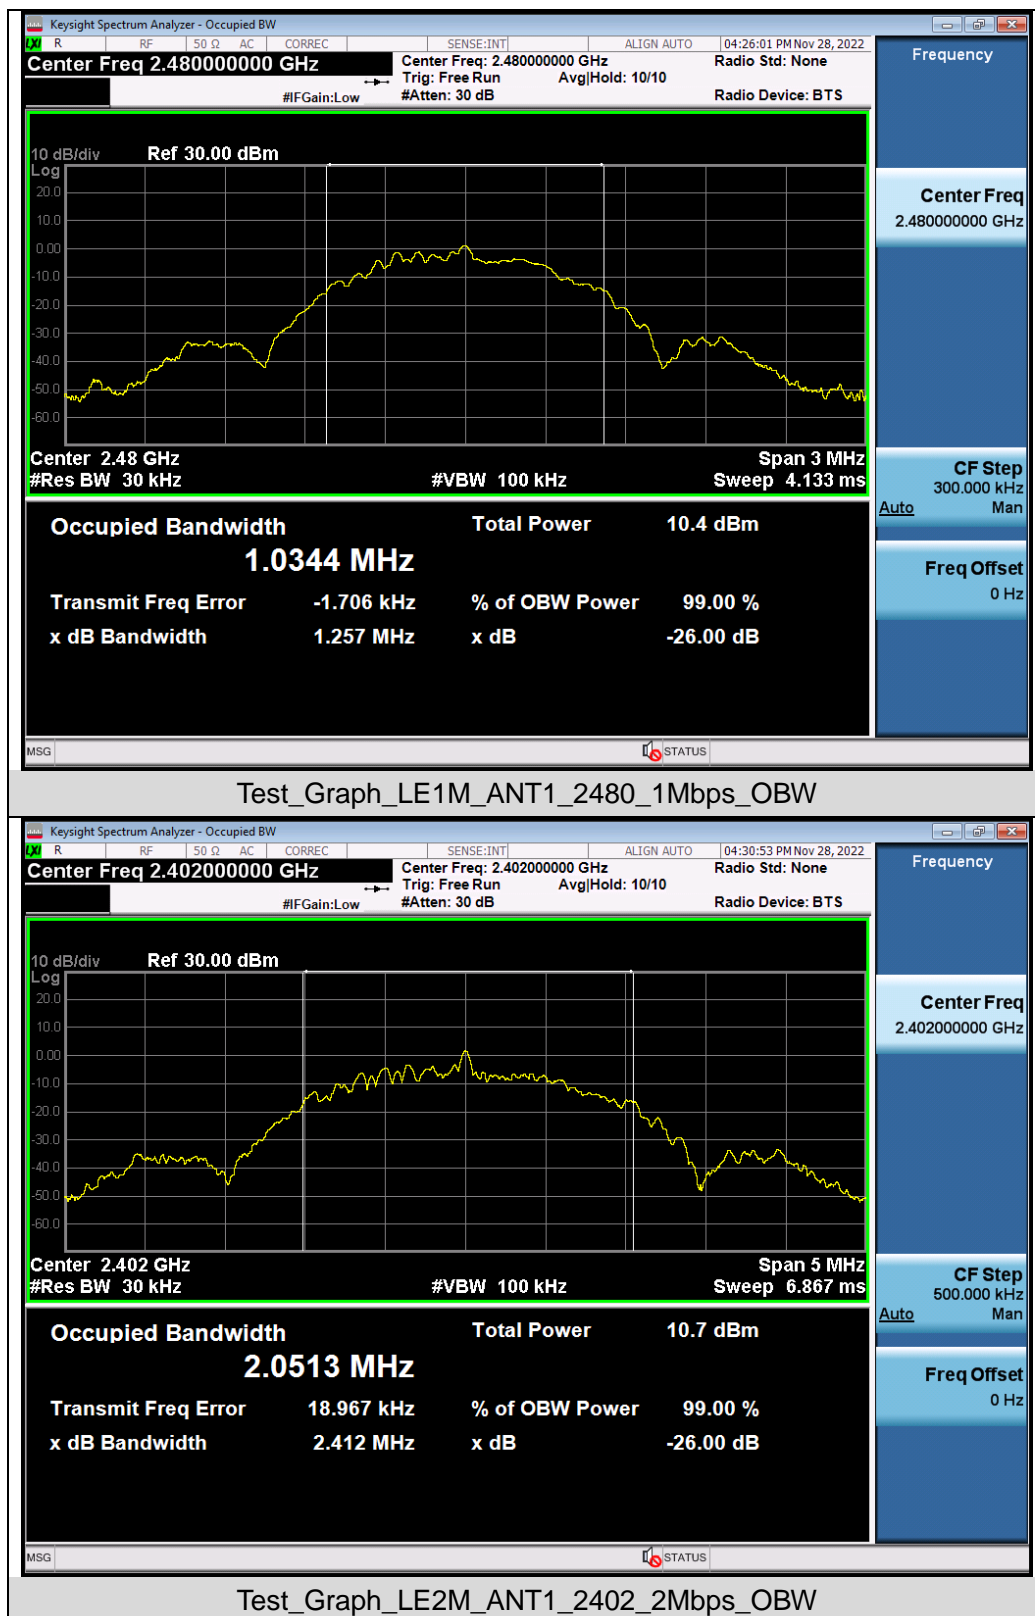 Keysight Spectrum Analyzer - Occupied BW
LXI R RF 50 Ω AC CORREC SENSE:INT ALIGN AUTO 04:26:01 PM Nov 28, 2022
Center Freq 2.480000000 GHz
Center Freq: 2.480000000 GHz Radio Std: None
Trig: Free Run Avg|Hold: 10/10
#IFGain:Low #Atten: 30 dB Radio Device: BTS
10 dB/div Ref 30.00 dBm
Log
20.0
10.0
0.00
-10.0
-20.0
-30.0
-40.0
-50.0
-60.0
Center 2.48 GHz Span 3 MHz
#Res BW 30 kHz #VBW 100 kHz Sweep 4.133 ms
Occupied Bandwidth Total Power 10.4 dBm
1.0344 MHz
Transmit Freq Error -1.706 kHz % of OBW Power 99.00 %
x dB Bandwidth 1.257 MHz x dB -26.00 dB
MSG STATUS
Frequency
Center Freq
2.480000000 GHz
CF Step
300.000 kHz
Auto Man
Freq Offset
0 Hz
Test_Graph_LE1M_ANT1_2480_1Mbps_OBW
Keysight Spectrum Analyzer - Occupied BW
LXI R RF 50 Ω AC CORREC SENSE:INT ALIGN AUTO 04:30:53 PM Nov 28, 2022
Center Freq 2.402000000 GHz
Center Freq: 2.402000000 GHz Radio Std: None
Trig: Free Run Avg|Hold: 10/10
#IFGain:Low #Atten: 30 dB Radio Device: BTS
10 dB/div Ref 30.00 dBm
Log
20.0
10.0
0.00
-10.0
-20.0
-30.0
-40.0
-50.0
-60.0
Center 2.402 GHz Span 5 MHz
#Res BW 30 kHz #VBW 100 kHz Sweep 6.867 ms
Occupied Bandwidth Total Power 10.7 dBm
2.0513 MHz
Transmit Freq Error 18.967 kHz % of OBW Power 99.00 %
x dB Bandwidth 2.412 MHz x dB -26.00 dB
MSG STATUS
Frequency
Center Freq
2.402000000 GHz
CF Step
500.000 kHz
Auto Man
Freq Offset
0 Hz
Test_Graph_LE2M_ANT1_2402_2Mbps_OBW